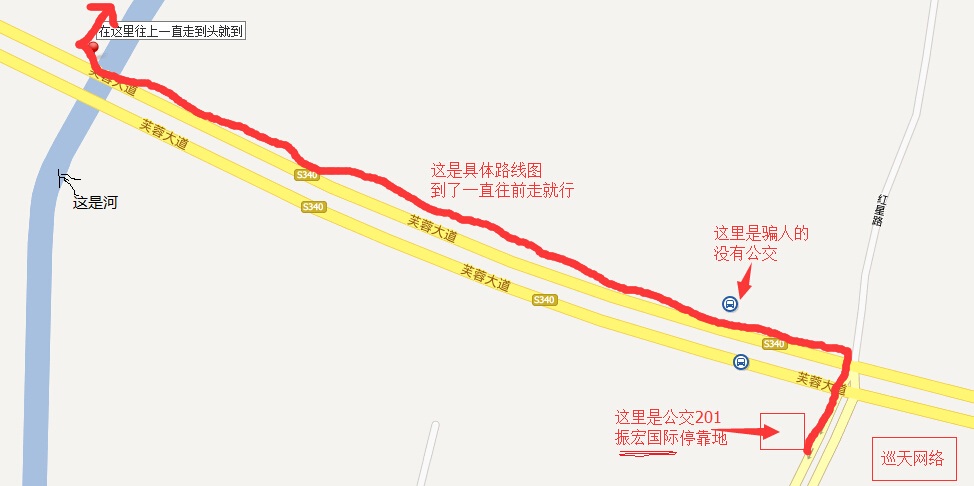 在这里往上一直走到头就到
芙蓉大道
芙蓉大道
这是具体路线图
到了一直往前走就行
S340
这是河
S340
红星路
芙蓉大道
这里是骗人的
没有公交
芙蓉大道
S340
S340
芙蓉大道
这里是公交201
振宏国际停靠地
巡天网络